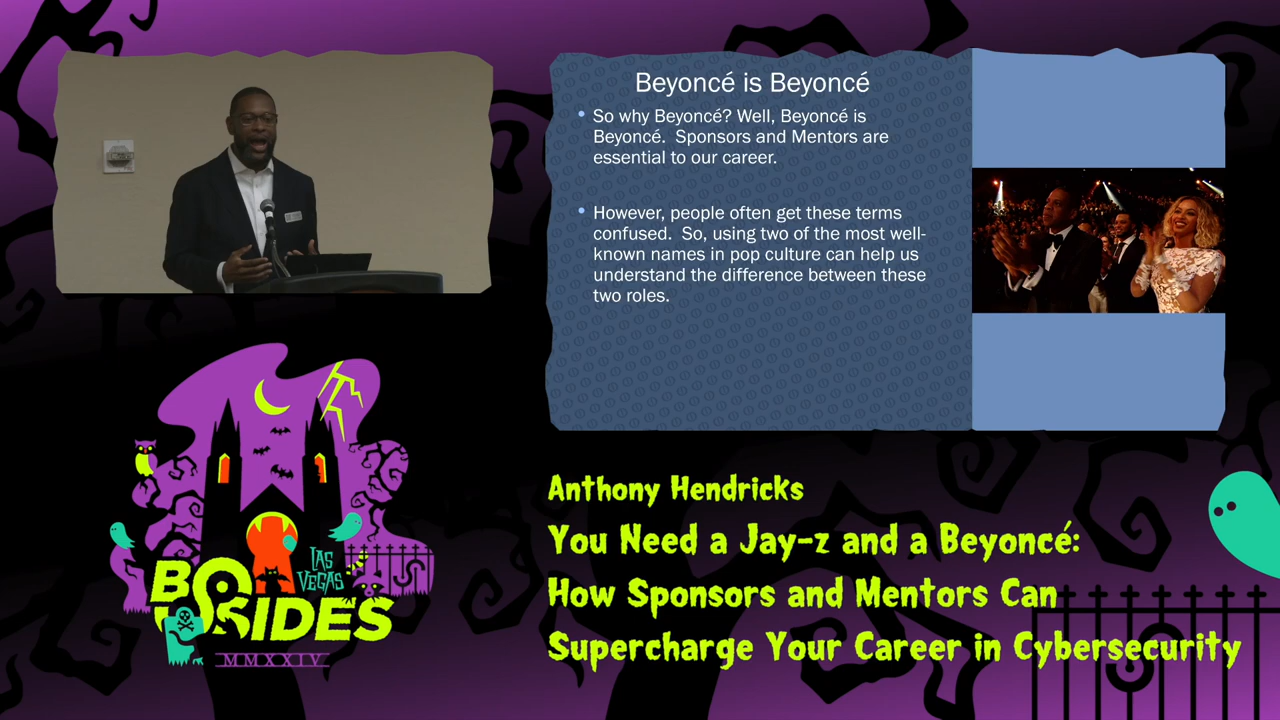 Beyoncé is Beyoncé
• So why Beyoncé? Well, Beyoncé is
Beyoncé.  Sponsors and Mentors are
essential to our career.
• However, people often get these terms
confused.  So, using two of the most well-
known names in pop culture can help us
understand the difference between these
two roles.
LAS
VEGAS
BSIDES
MMXXIV
Anthony Hendricks
You Need a Jay-z and a Beyoncé:
How Sponsors and Mentors Can
Supercharge Your Career in Cybersecurity